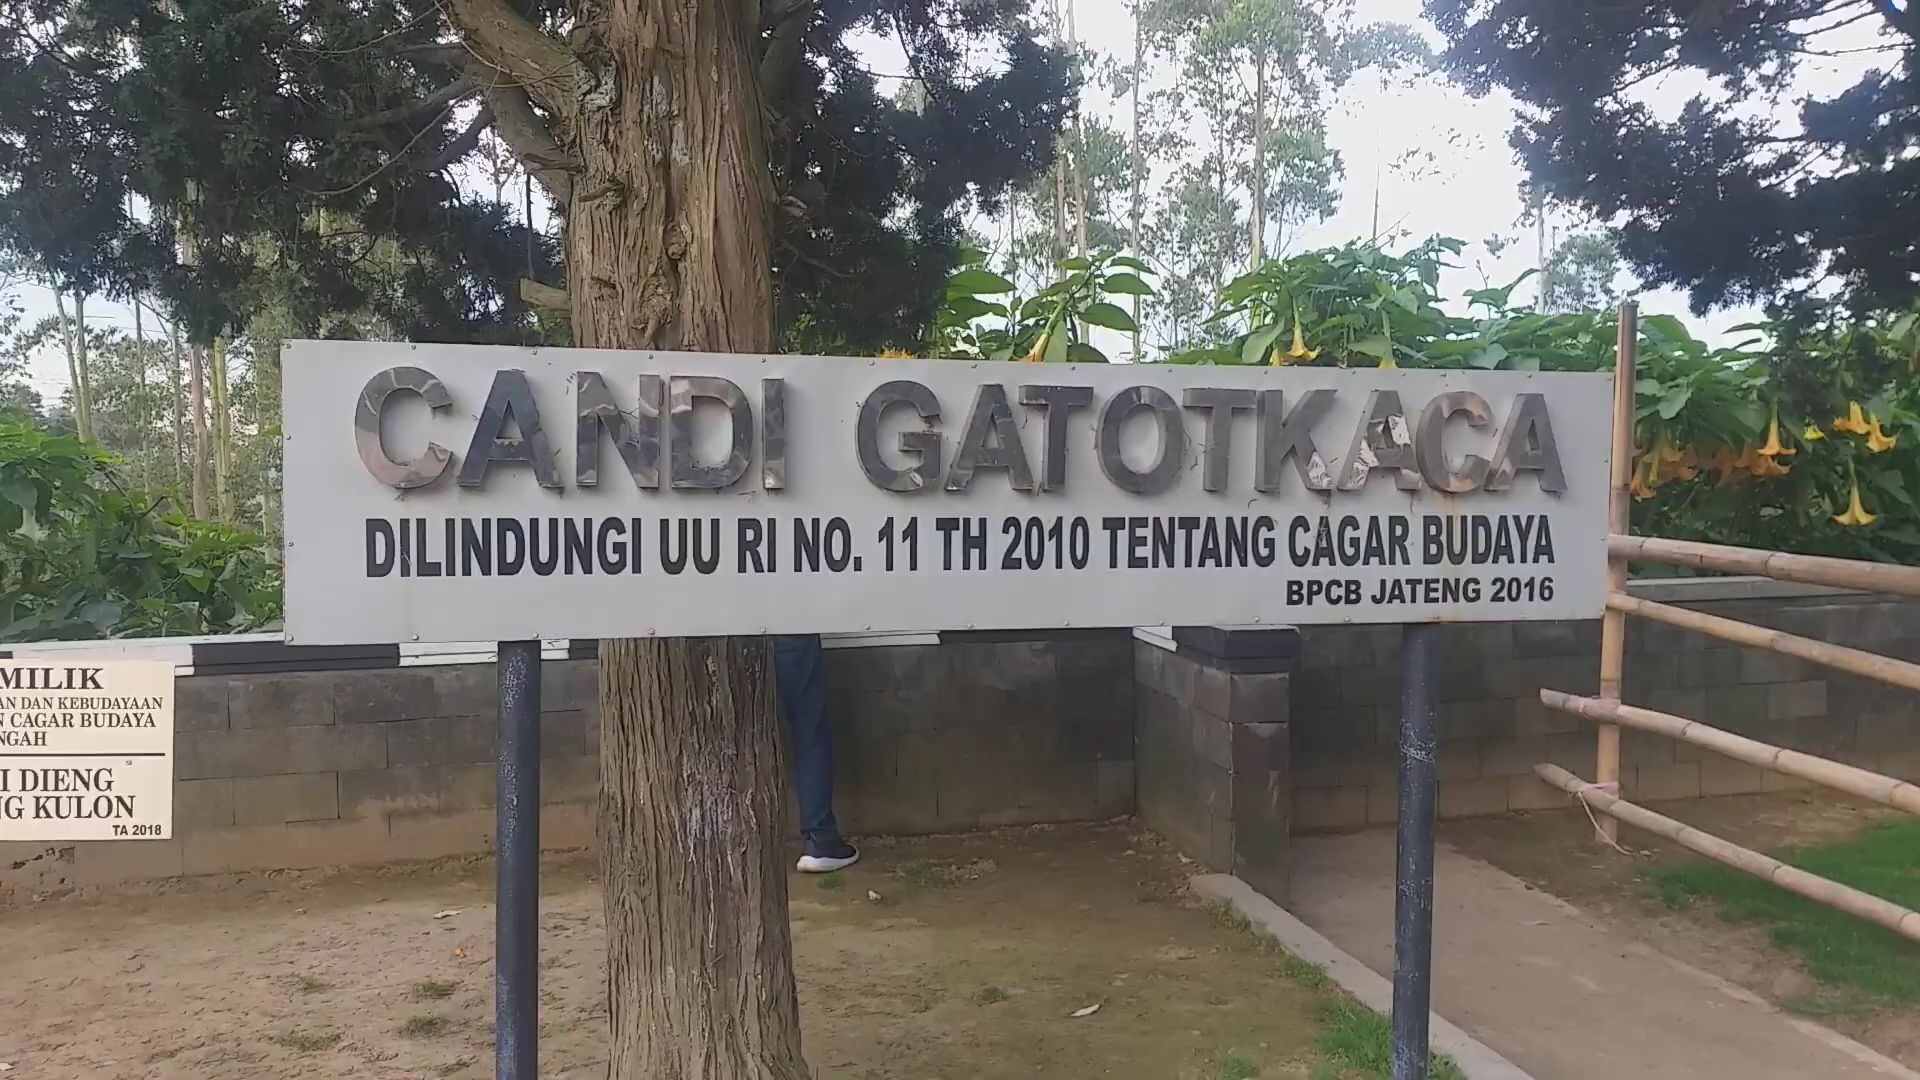 CANDI GATOTKACA
DILINDUNGI UU RI NO. 11 TH 2010 TENTANG CAGAR BUDAYA
BPCB JATENG 2016
MILIK
DAN KEBUDAYAAN
CAGAR BUDAYA
DIENG
KULON
TA 2018